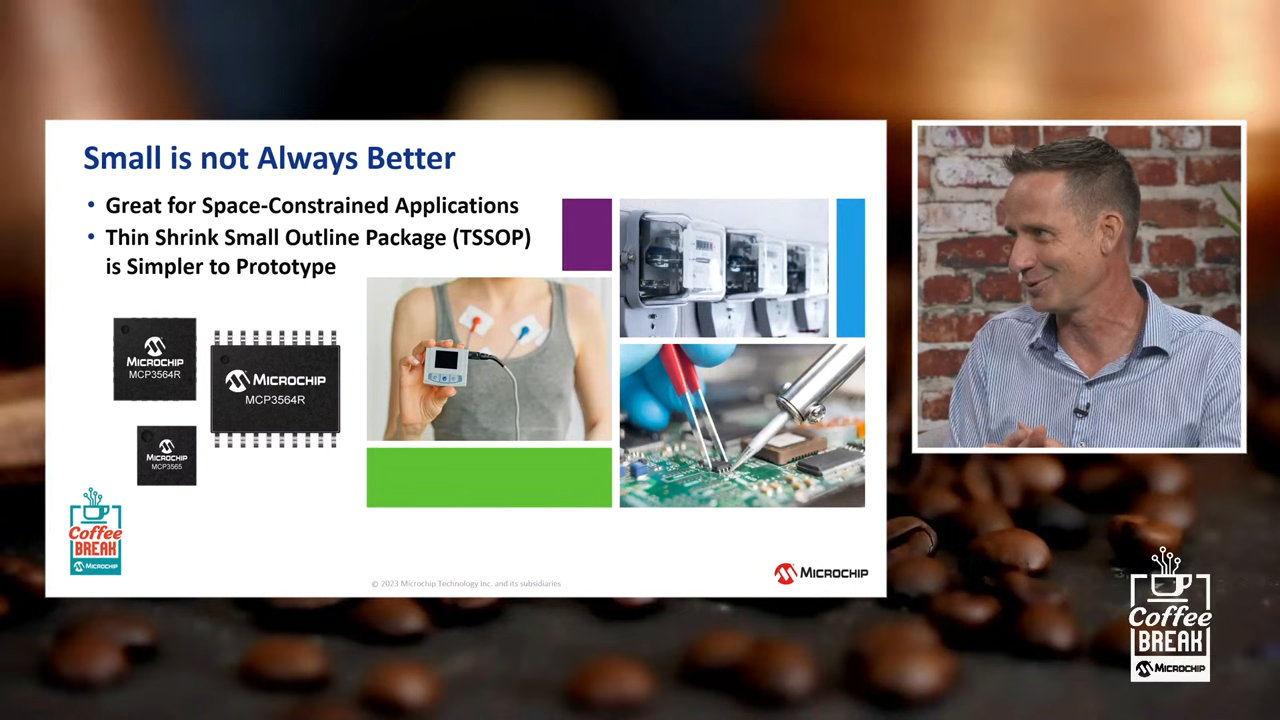 Small is not Always Better
• Great for Space-Constrained Applications
• Thin Shrink Small Outline Package (TSSOP)
is Simpler to Prototype
MICROCHIP
MCP3564R
MICROCHIP
MCP3564R
MICROCHIP
MCP3565
Coffee
BREAK
MICROCHIP
© 2023 Microchip Technology Inc. and its subsidiaries
MICROCHIP
Coffee
BREAK
MICROCHIP